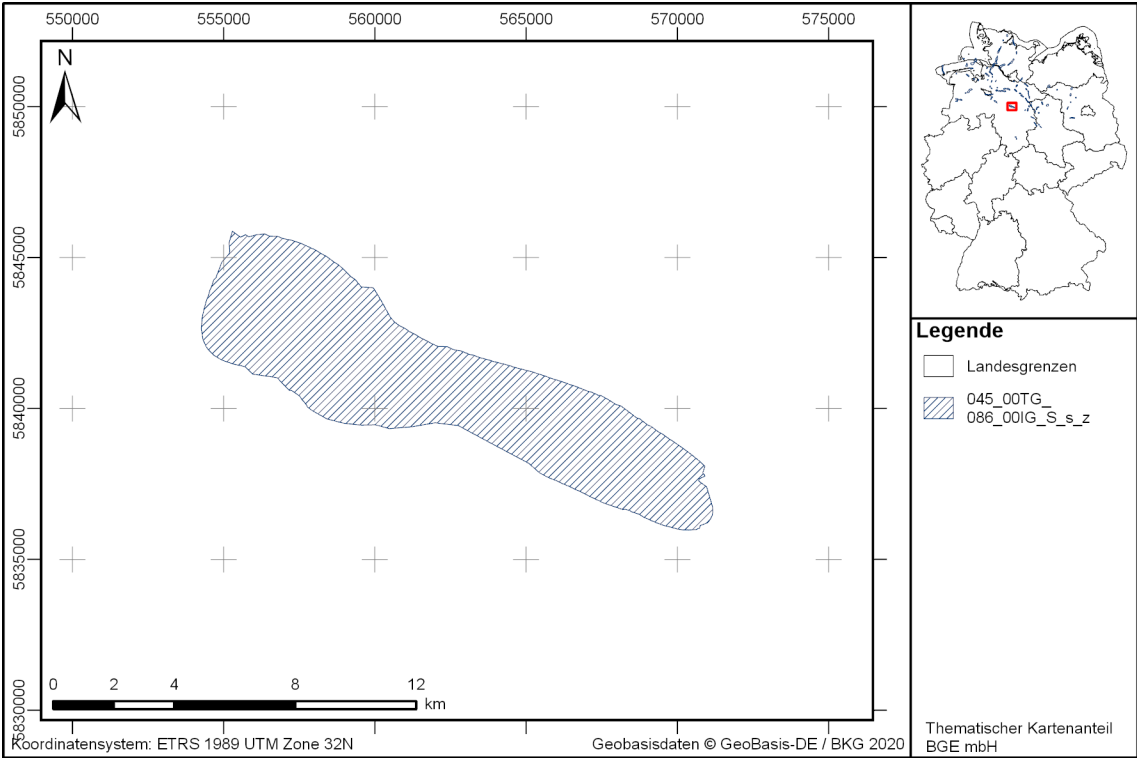 550000 555000 560000 565000 570000 575000
N
5850000
5845000
5840000
5835000
5830000
0 2 4 8 12
km
Koordinatensystem: ETRS 1989 UTM Zone 32N
Geobasisdaten © GeoBasis-DE / BKG 2020
Legende
Landesgrenzen
045_00TG_
086_00IG_S_s_z
Thematischer Kartenanteil
BGE mbH